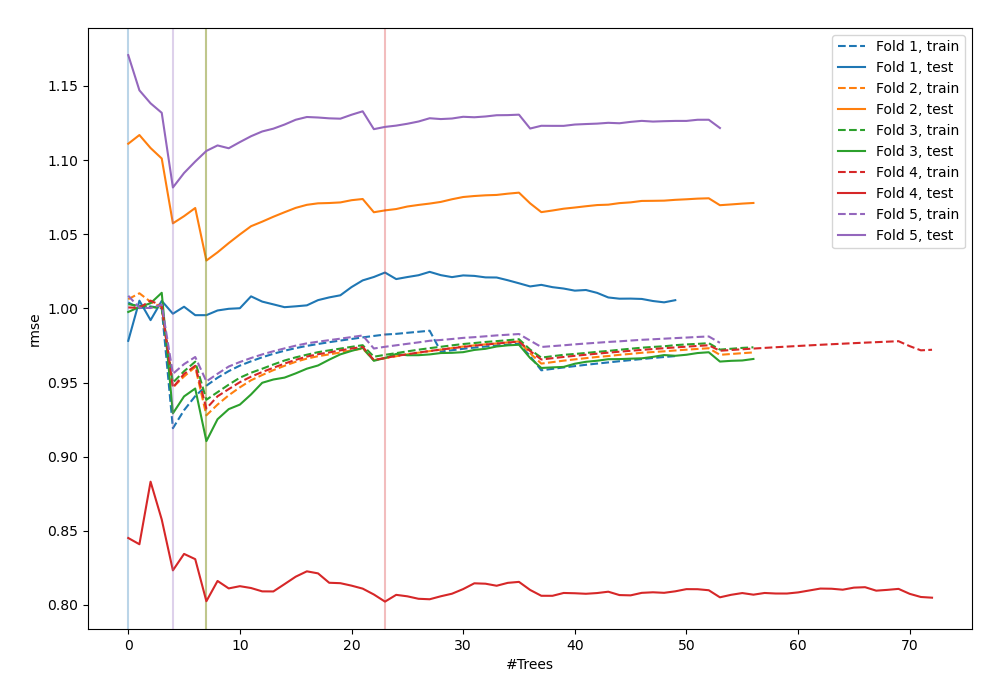 Fold 1, train
Fold 1, test
Fold 2, train
Fold 2, test
Fold 3, train
Fold 3, test
Fold 4, train
Fold 4, test
Fold 5, train
Fold 5, test
rmse
1.15
1.10
1.05
1.00
0.95
0.90
0.85
0.80
0 10 20 30 40 50 60 70
#Trees